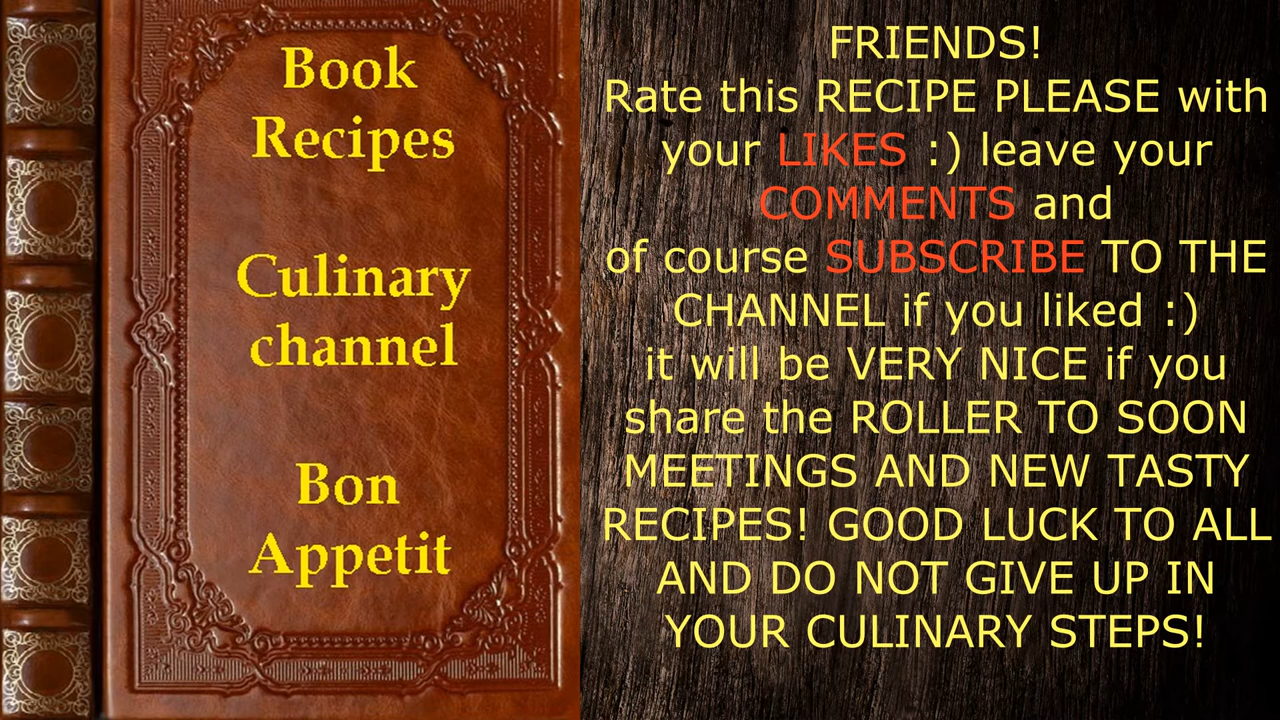 Book
Recipes
Culinary
channel
Bon
Appetit
FRIENDS!
Rate this RECIPE PLEASE with
your LIKES :) leave your
COMMENTS and
of course SUBSCRIBE TO THE
CHANNEL if you liked :)
it will be VERY NICE if you
share the ROLLER TO SOON
MEETINGS AND NEW TASTY
RECIPES! GOOD LUCK TO ALL
AND DO NOT GIVE UP IN
YOUR CULINARY STEPS!